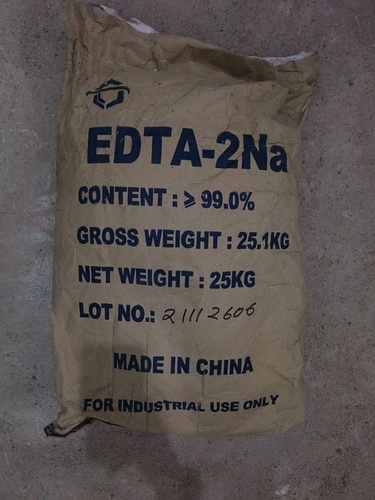 EDTA-2Na
CONTENT : ≥ 99.0%
GROSS WEIGHT : 25.1KG
NET WEIGHT : 25KG
LOT NO.: 21112606
MADE IN CHINA
FOR INDUSTRIAL USE ONLY